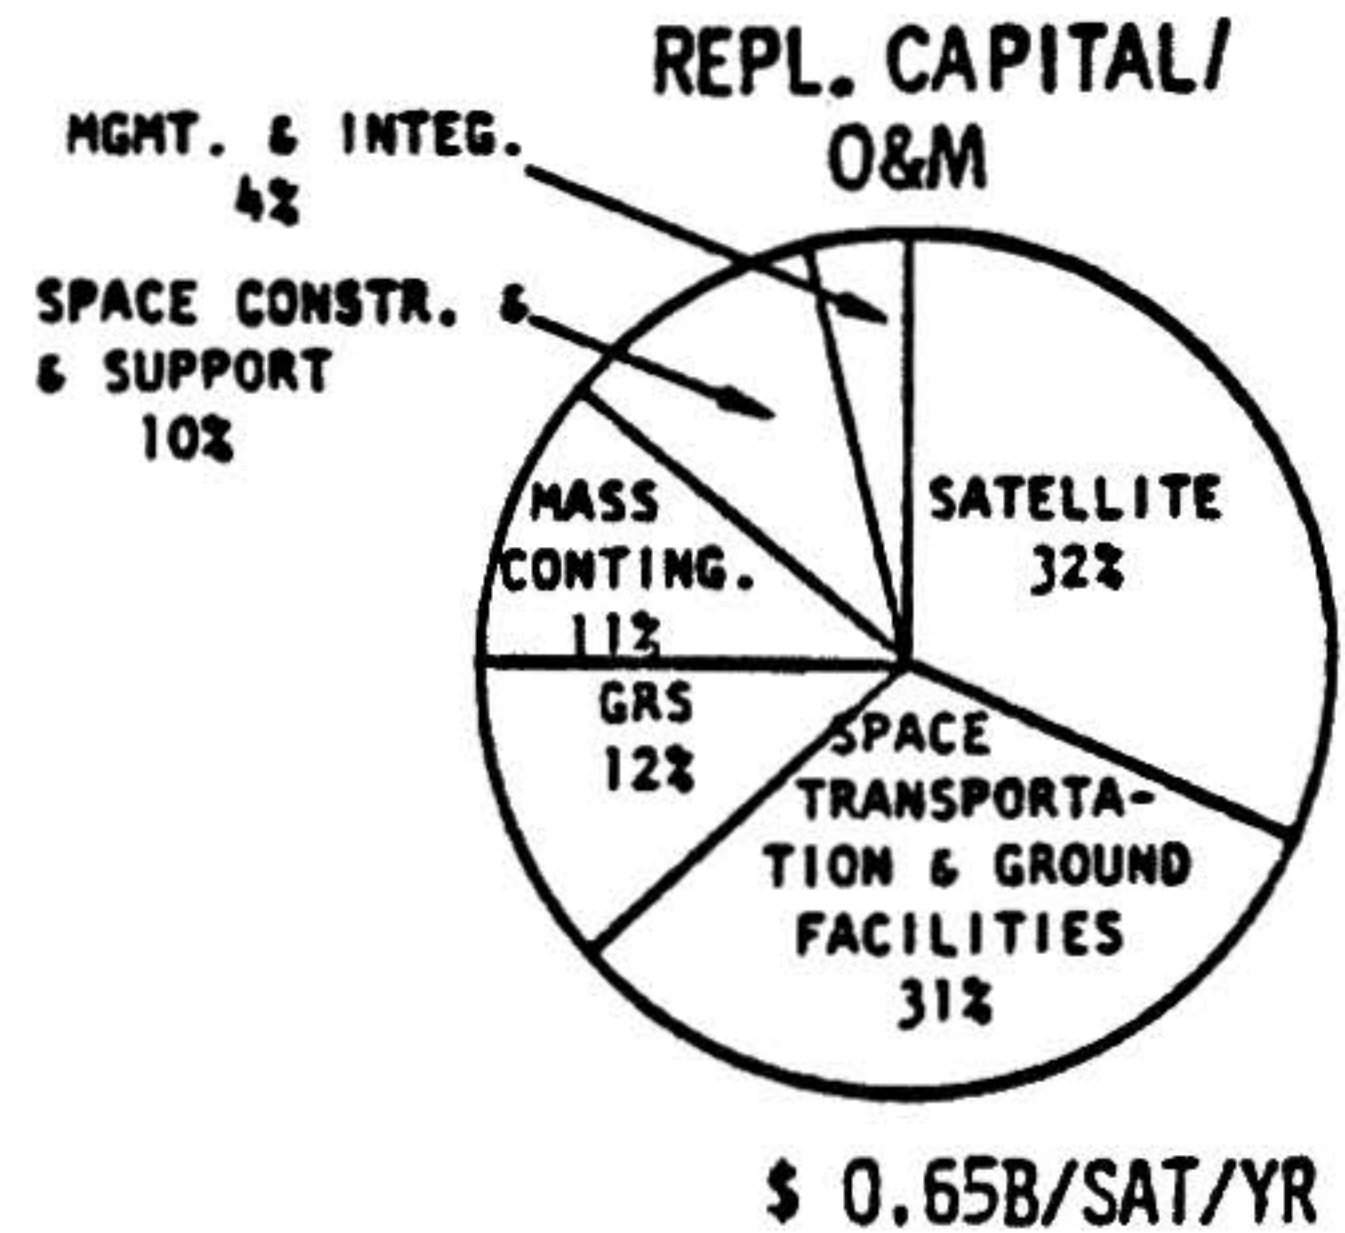 REPL. CAPITAL/
O&M
MGMT. & INTEG.
4%
SPACE CONSTR. &
& SUPPORT
10%
MASS
CONTING.
11%
GRS
12%
SATELLITE
32%
SPACE
TRANSPORTA-
TION & GROUND
FACILITIES
31%
$ 0.65B/SAT/YR